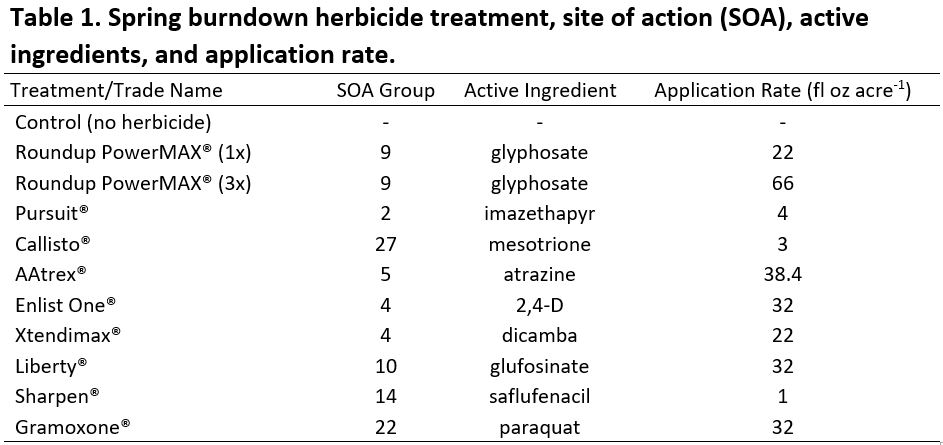 Table 1. Spring burndown herbicide treatment, site of action (SOA), active
ingredients, and application rate.
Treatment/Trade Name SOA Group Active Ingredient Application Rate (fl oz acre⁻¹)
Control (no herbicide) - - -
Roundup PowerMAX® (1x) 9 glyphosate 22
Roundup PowerMAX® (3x) 9 glyphosate 66
Pursuit® 2 imazethapyr 4
Callisto® 27 mesotrione 3
AAtrex® 5 atrazine 38.4
Enlist One® 4 2,4-D 32
Xtendimax® 4 dicamba 22
Liberty® 10 glufosinate 32
Sharpen® 14 saflufenacil 1
Gramoxone® 22 paraquat 32